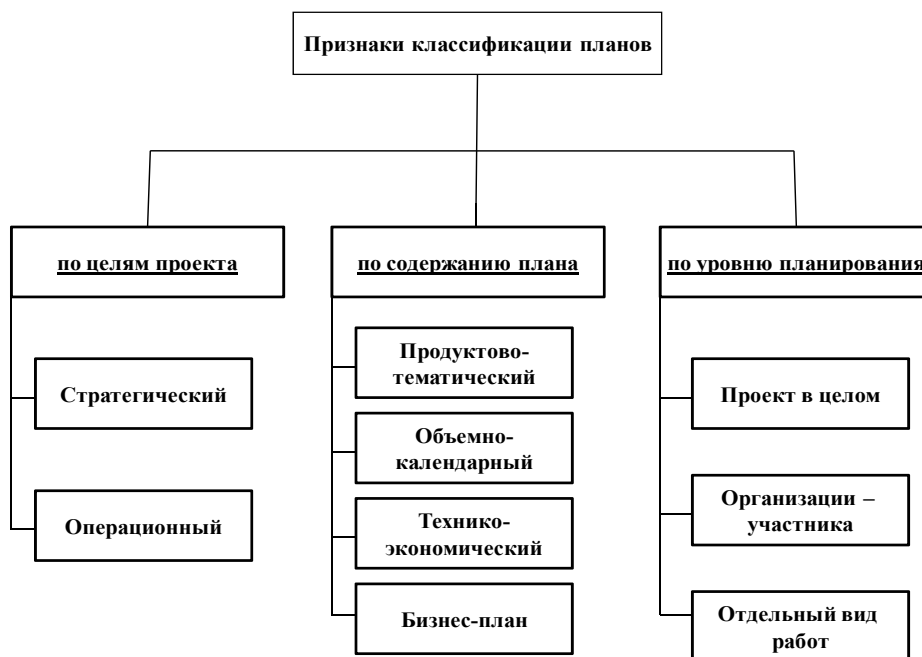 Признаки классификации планов
по целям проекта
Стратегический
Операционный
по содержанию плана
Продуктово-
тематический
Объемно-
календарный
Технико-
экономический
Бизнес-план
по уровню планирования
Проект в целом
Организации –
участника
Отдельный вид
работ